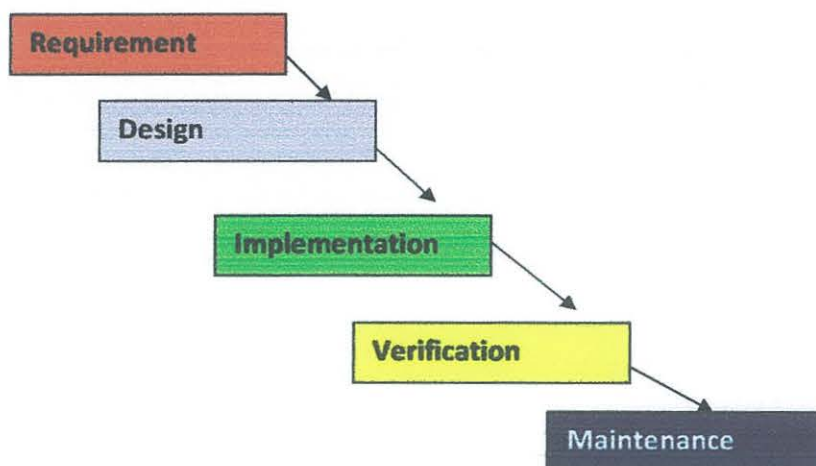 Requirement
Design
Implementation
Verification
Maintenance